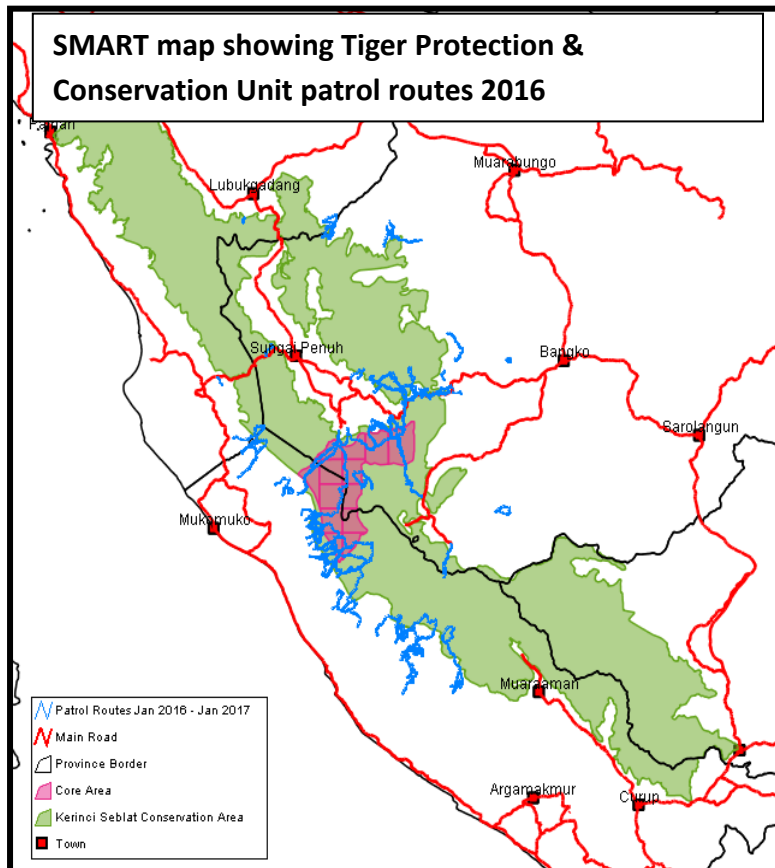 SMART map showing Tiger Protection &
Conservation Unit patrol routes 2016
Muarabungo
Lubukgadang
Sungai Penuh
Bangko
Sarolangun
Mukomuko
Muaraaman
Argamakmur
Curup
Patrol Routes Jan 2016 - Jan 2017
Main Road
Province Border
Core Area
Kerinci Seblat Conservation Area
Town